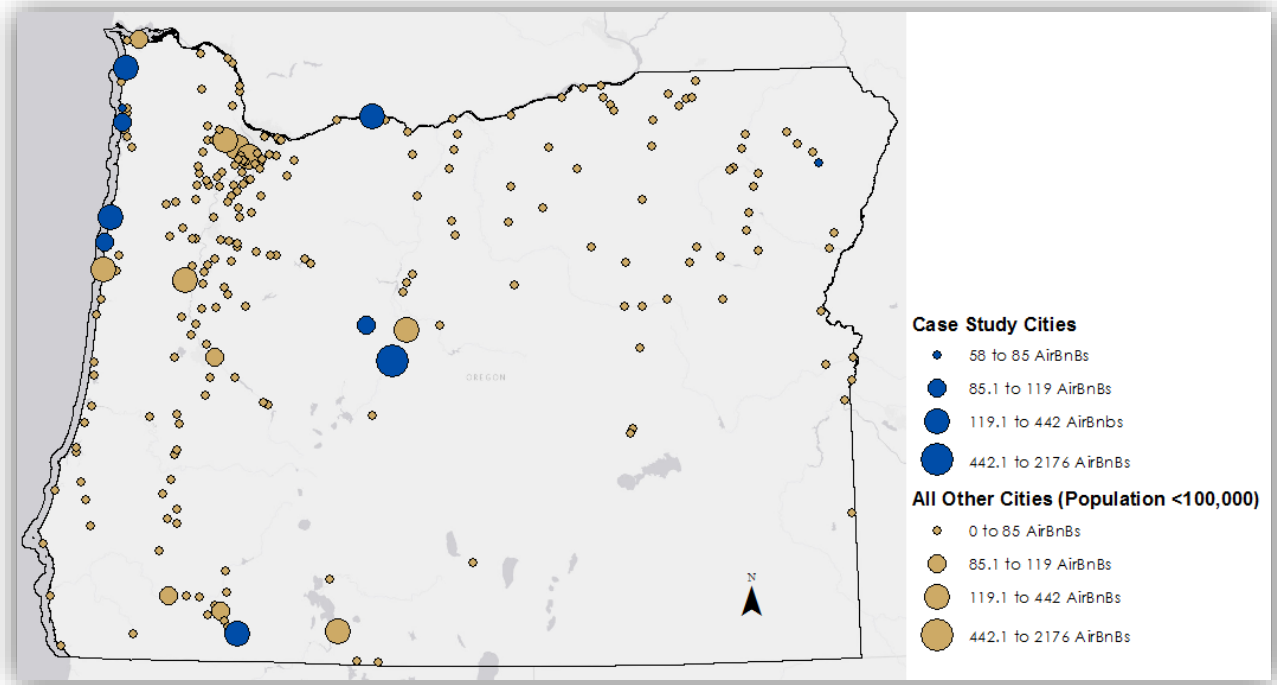 OREGON
N
Case Study Cities
58 to 85 AirBnBs
85.1 to 119 AirBnBs
119.1 to 442 AirBnbs
442.1 to 2176 AirBnBs
All Other Cities (Population <100,000)
0 to 85 AirBnBs
85.1 to 119 AirBnBs
119.1 to 442 AirBnBs
442.1 to 2176 AirBnBs